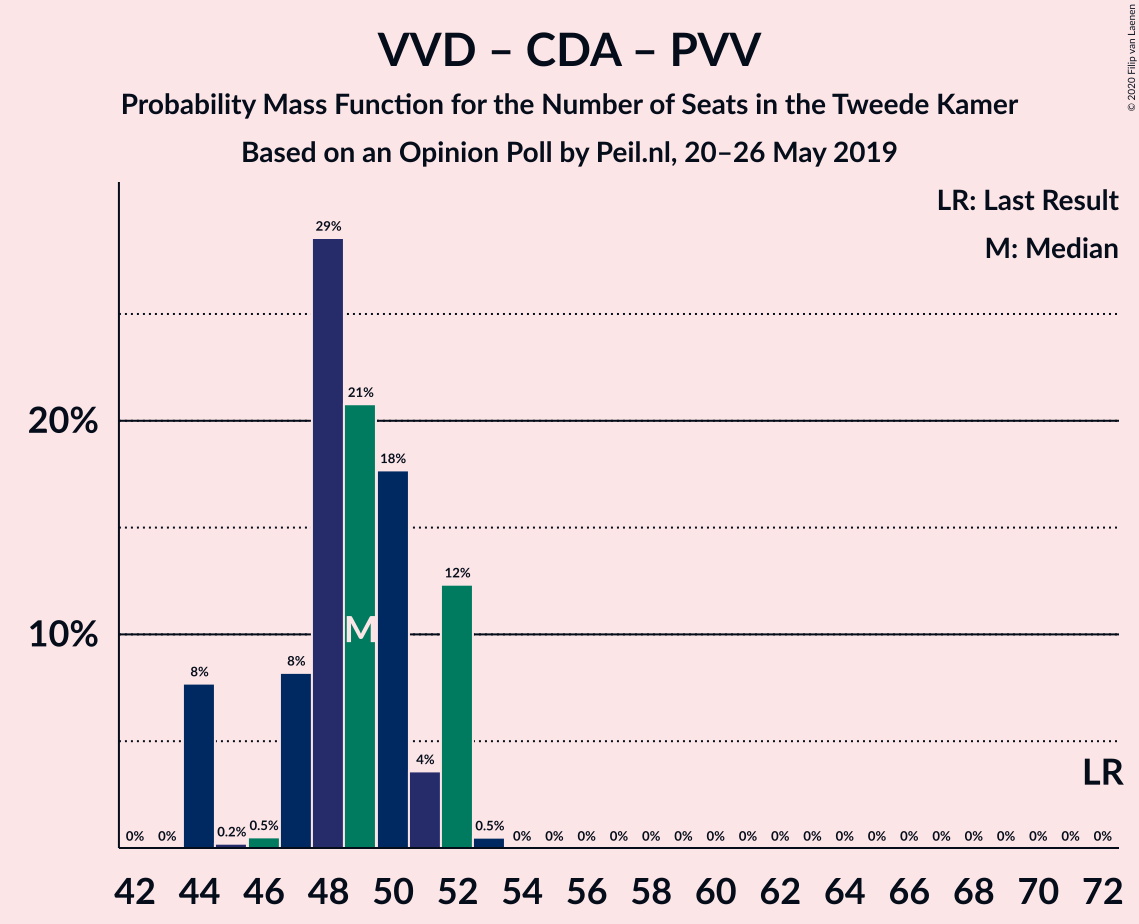 VVD – CDA – PVV
Probability Mass Function for the Number of Seats in the Tweede Kamer
Based on an Opinion Poll by Peil.nl, 20–26 May 2019
© 2020 Filip van Laenen
LR: Last Result
M: Median
20%
10%
0% 0% 8% 0.2% 0.5% 8% 29% 21% 18% 4% 12% 0.5% 0% 0% 0% 0% 0% 0% 0% 0% 0% 0% 0% 0% 0% 0% 0% 0% 0% 0% 0%
M
LR
42 44 46 48 50 52 54 56 58 60 62 64 66 68 70 72